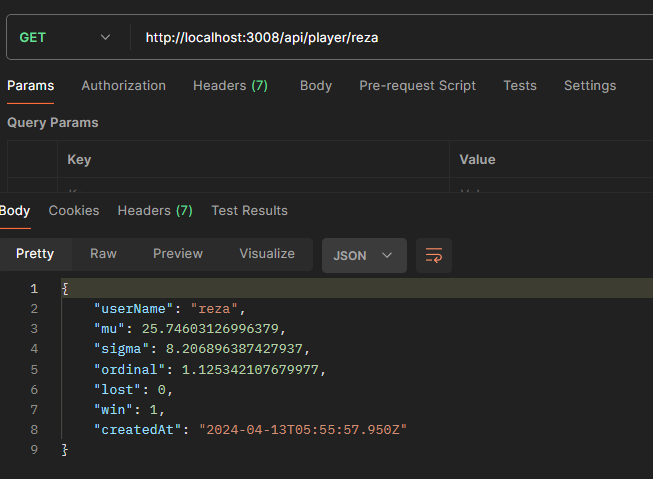 GET http://localhost:3008/api/player/reza
Params Authorization Headers (7) Body Pre-request Script Tests Settings
Query Params
Key Value
Body Cookies Headers (7) Test Results
Pretty Raw Preview Visualize JSON
1 {
2 "userName": "reza",
3 "mu": 25.74603126996379,
4 "sigma": 8.206896387427937,
5 "ordinal": 1.125342107679977,
6 "lost": 0,
7 "win": 1,
8 "createdAt": "2024-04-13T05:55:57.950Z"
9 }